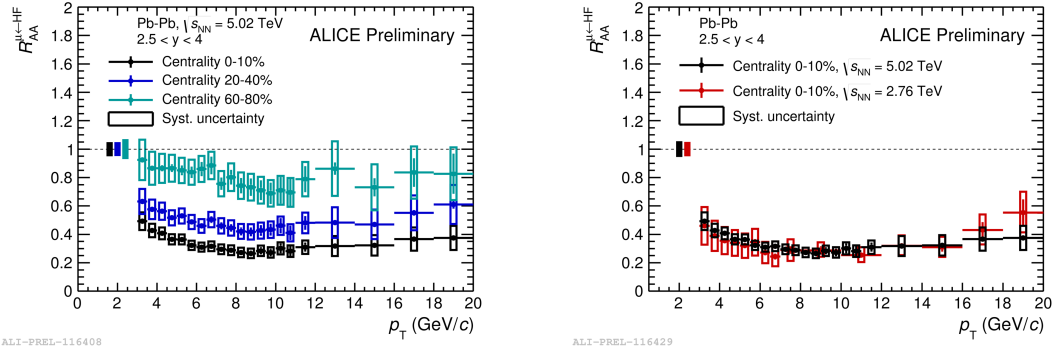 Pb-Pb, √sNN = 5.02 TeV
2.5 < y < 4
ALICE Preliminary
Centrality 0-10%
Centrality 20-40%
Centrality 60-80%
Syst. uncertainty
R AA μ←HF
2
1.8
1.6
1.4
1.2
1
0.8
0.6
0.4
0.2
0
0 2 4 6 8 10 12 14 16 18 20
pT (GeV/c)
ALI-PREL-116408
Pb-Pb
2.5 < y < 4
ALICE Preliminary
Centrality 0-10%, √sNN = 5.02 TeV
Centrality 0-10%, √sNN = 2.76 TeV
Syst. uncertainty
R AA μ←HF
2
1.8
1.6
1.4
1.2
1
0.8
0.6
0.4
0.2
0
2 4 6 8 10 12 14 16 18 20
pT (GeV/c)
ALI-PREL-116429